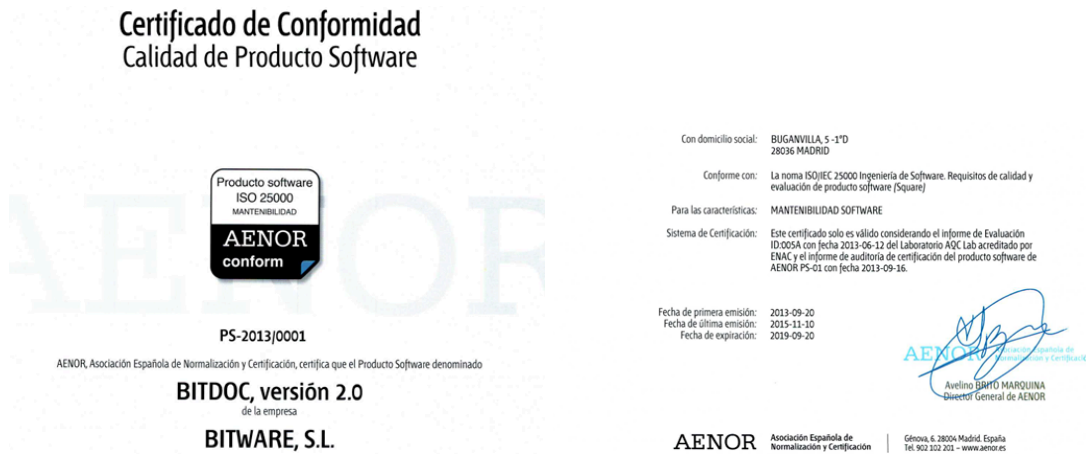 Certificado de Conformidad
Calidad de Producto Software
Producto software
ISO 25000
MANTENIBILIDAD
AENOR
conform
AENOR
PS-2013/0001
AENOR, Asociación Española de Normalización y Certificación, certifica que el Producto Software denominado
BITDOC, versión 2.0
de la empresa
BITWARE, S.L.
Con domicilio social: BUGANVILLA, 5 -1ºD
28036 MADRID
Conforme con: La noma ISO/IEC 25000 Ingeniería de Software. Requisitos de calidad y
evaluación de producto software (Square)
Para las características: MANTENIBILIDAD SOFTWARE
Sistema de Certificación: Este certificado solo es válido considerando el informe de Evaluación
ID:005A con fecha 2013-06-12 del Laboratorio AQC Lab acreditado por
ENAC y el informe de auditoría de certificación del producto software de
AENOR PS-01 con fecha 2013-09-16.
Fecha de primera emisión: 2013-09-20
Fecha de última emisión: 2015-11-10
Fecha de expiración: 2019-09-20
AENOR Asociación Española de
Normalización y Certificació
Avelino BRITO MARQUINA
Director General de AENOR
AENOR Asociación Española de
Normalización y Certificación
Génova, 6. 28004 Madrid. España
Tel. 902 102 201 – www.aenor.es